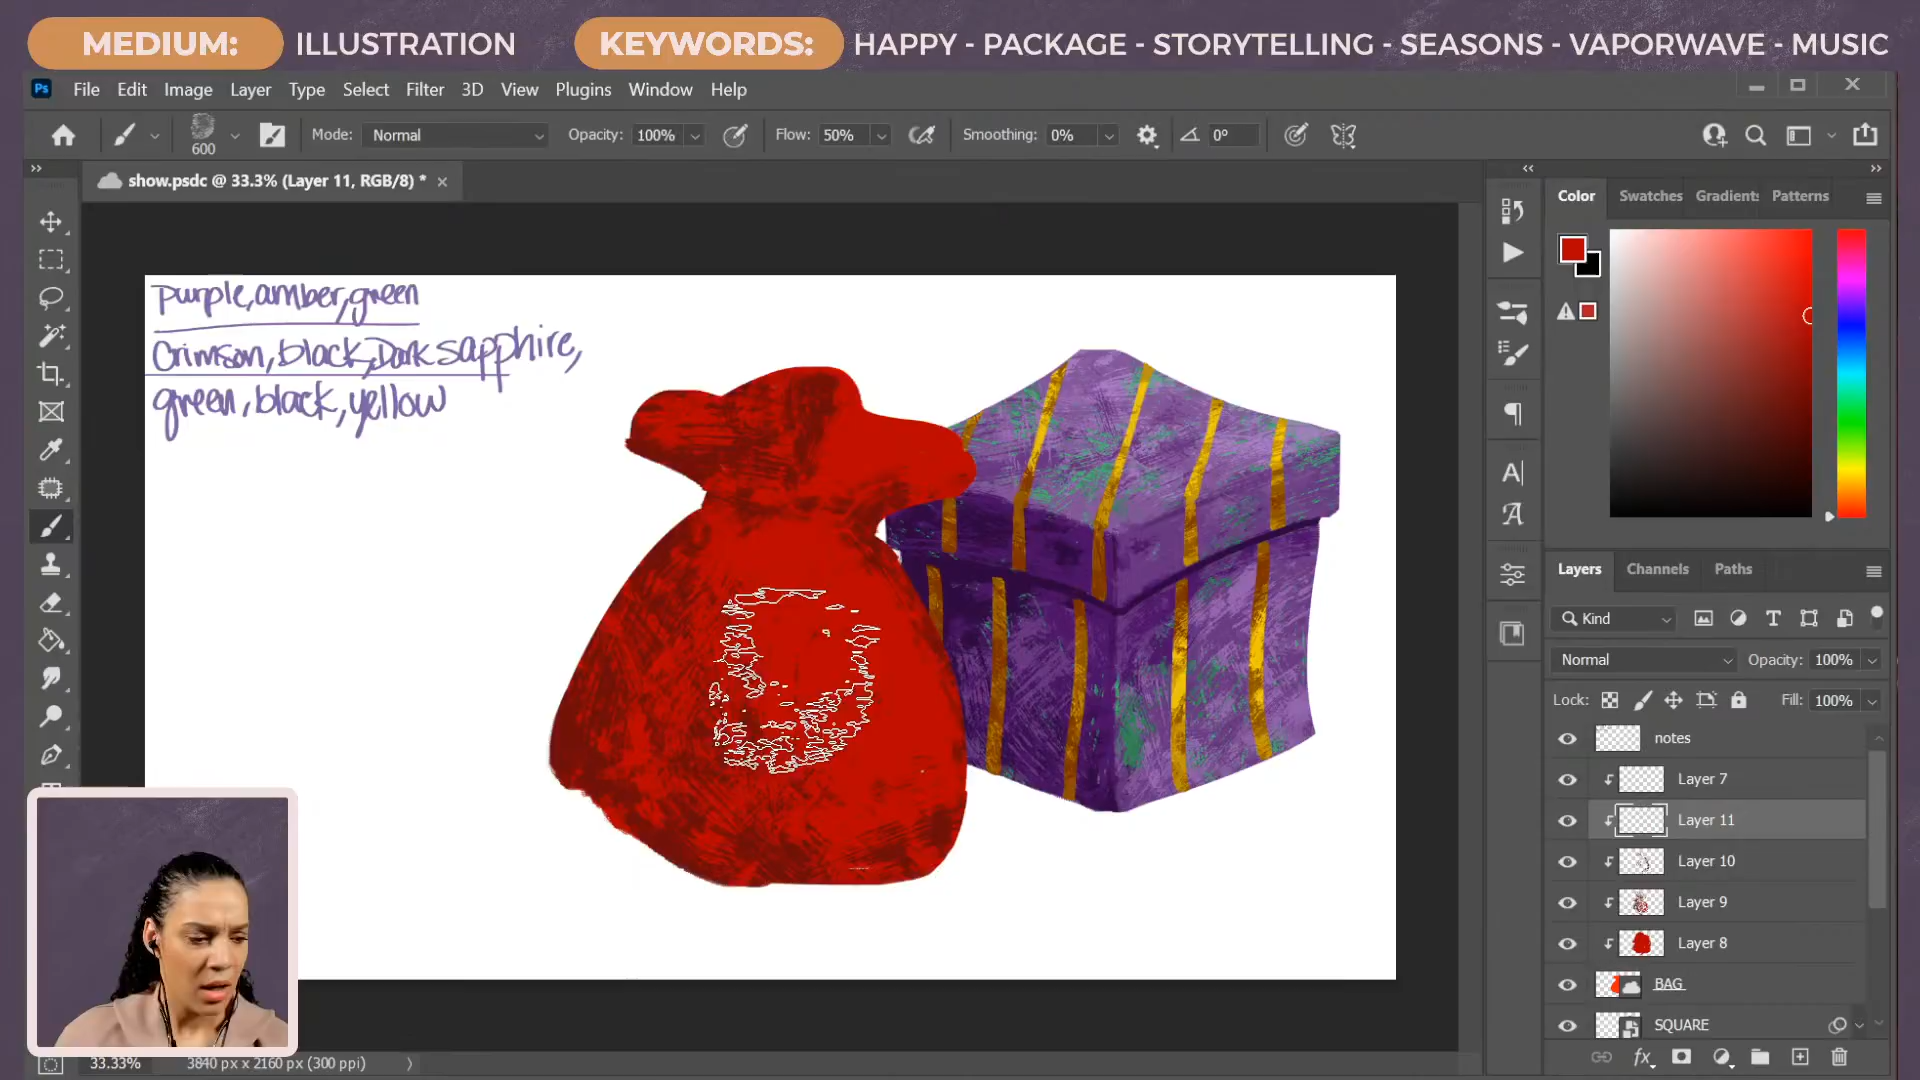 MEDIUM: ILLUSTRATION KEYWORDS: HAPPY - PACKAGE - STORYTELLING - SEASONS - VAPORWAVE - MUSIC
Ps File Edit Image Layer Type Select Filter 3D View Plugins Window Help
600 Mode: Normal Opacity: 100% Flow: 50% Smoothing: 0% 0°
show.psdc @ 33.3% (Layer 11, RGB/8) *
Color Swatches Gradients Patterns
purple, amber, green
Crimson, black, Dark sapphire,
green, black, yellow
Layers Channels Paths
Kind
Normal Opacity: 100%
Lock: Fill: 100%
notes
Layer 7
Layer 11
Layer 10
Layer 9
Layer 8
BAG
SQUARE
33.33% 3840 px x 2160 px (300 ppi)
fx